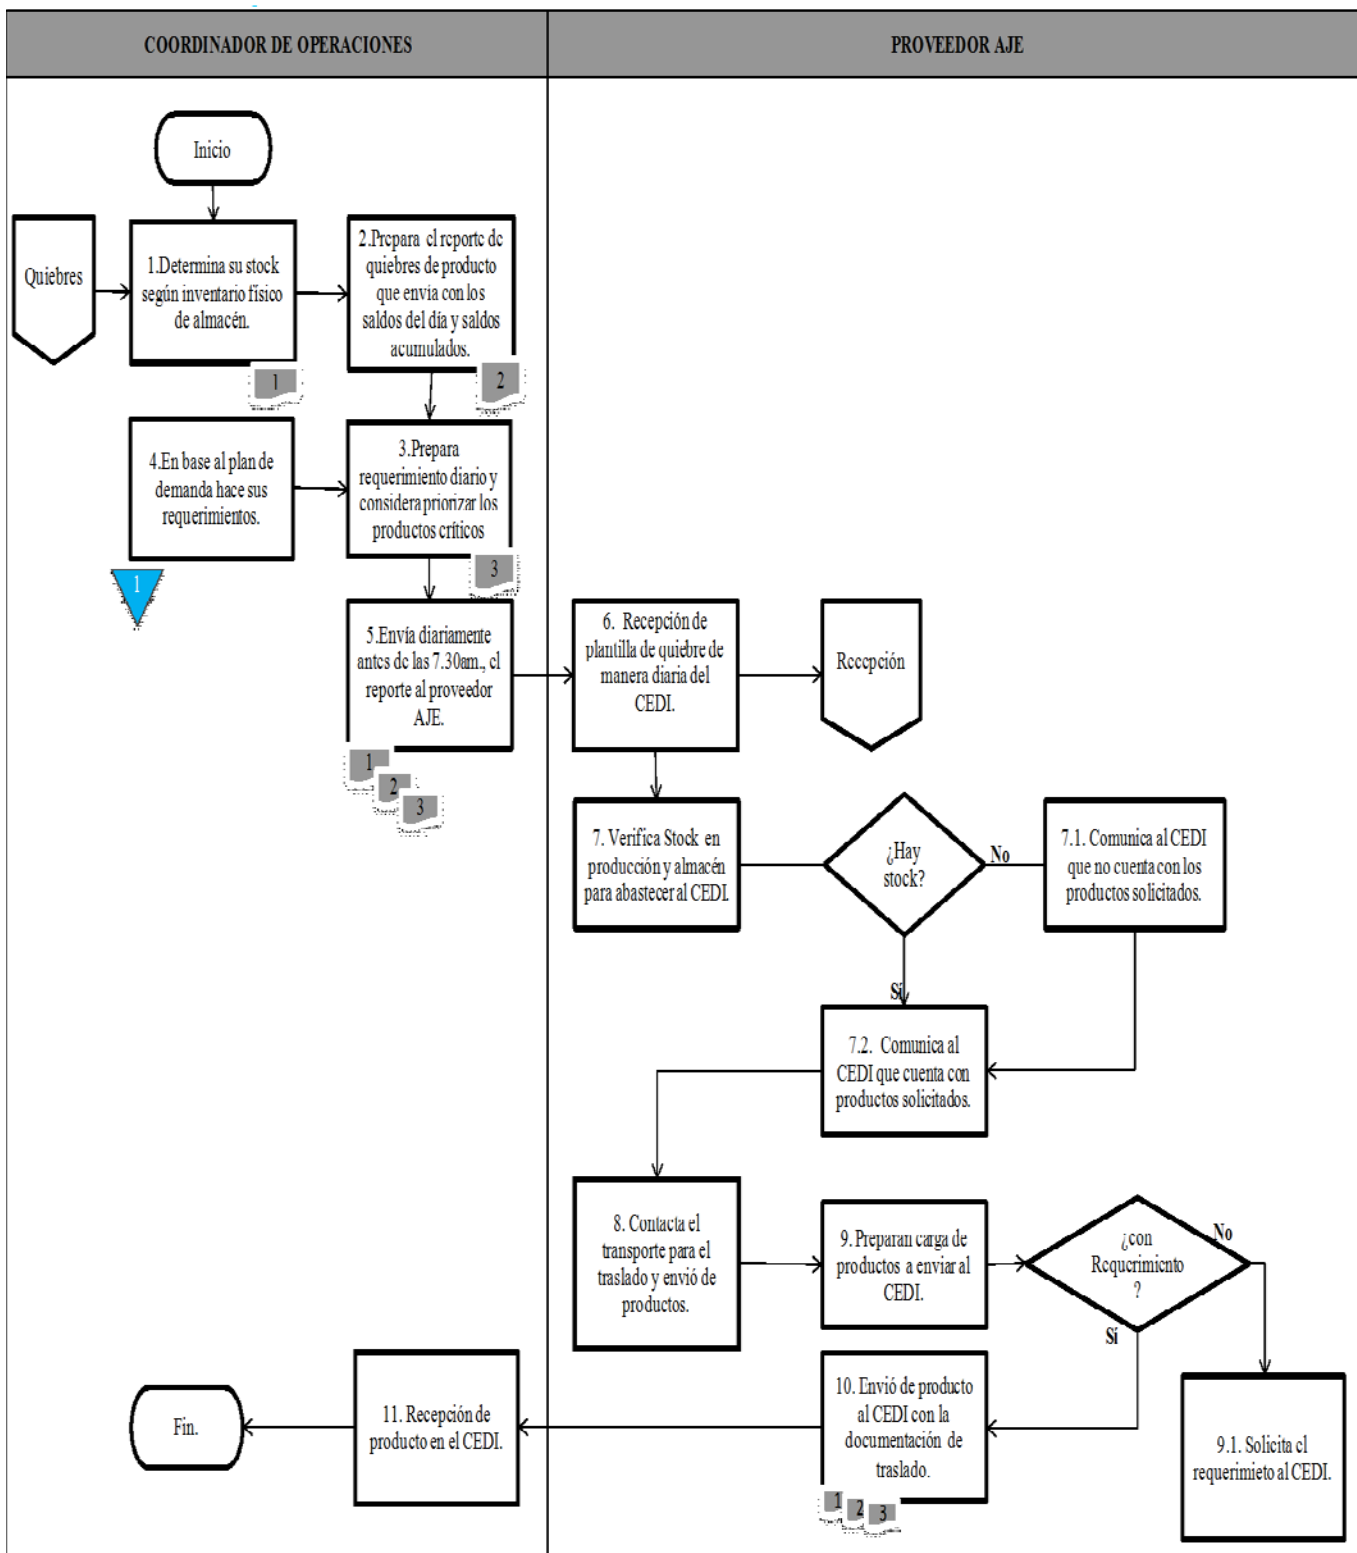 COORDINADOR DE OPERACIONES
PROVEEDOR AJE
Inicio
Quiebres
1.Determina su stock
según inventario físico
de almacén.
1
2.Prepara el reporte de
quiebres de producto
que envía con los
saldos del día y saldos
acumulados.
2
4.En base al plan de
demanda hace sus
requerimientos.
1
3.Prepara
requerimiento diario y
considera priorizar los
productos críticos
3
5.Envía diariamente
antes de las 7.30am., el
reporte al proveedor
AJE.
1
2
3
6. Recepción de
plantilla de quiebre de
manera diaria del
CEDI.
Recepción
7. Verifica Stock en
producción y almacén
para abastecer al CEDI.
¿Hay
stock?
No
Sí
7.1. Comunica al CEDI
que no cuenta con los
productos solicitados.
7.2. Comunica al
CEDI que cuenta con
productos solicitados.
8. Contacta el
transporte para el
traslado y envió de
productos.
9. Preparan carga de
productos a enviar al
CEDI.
¿con
Requerimiento
?
No
Sí
9.1. Solicita el
requerimieto al CEDI.
10. Envió de producto
al CEDI con la
documentación de
traslado.
1
2
3
11. Recepción de
producto en el CEDI.
Fin.